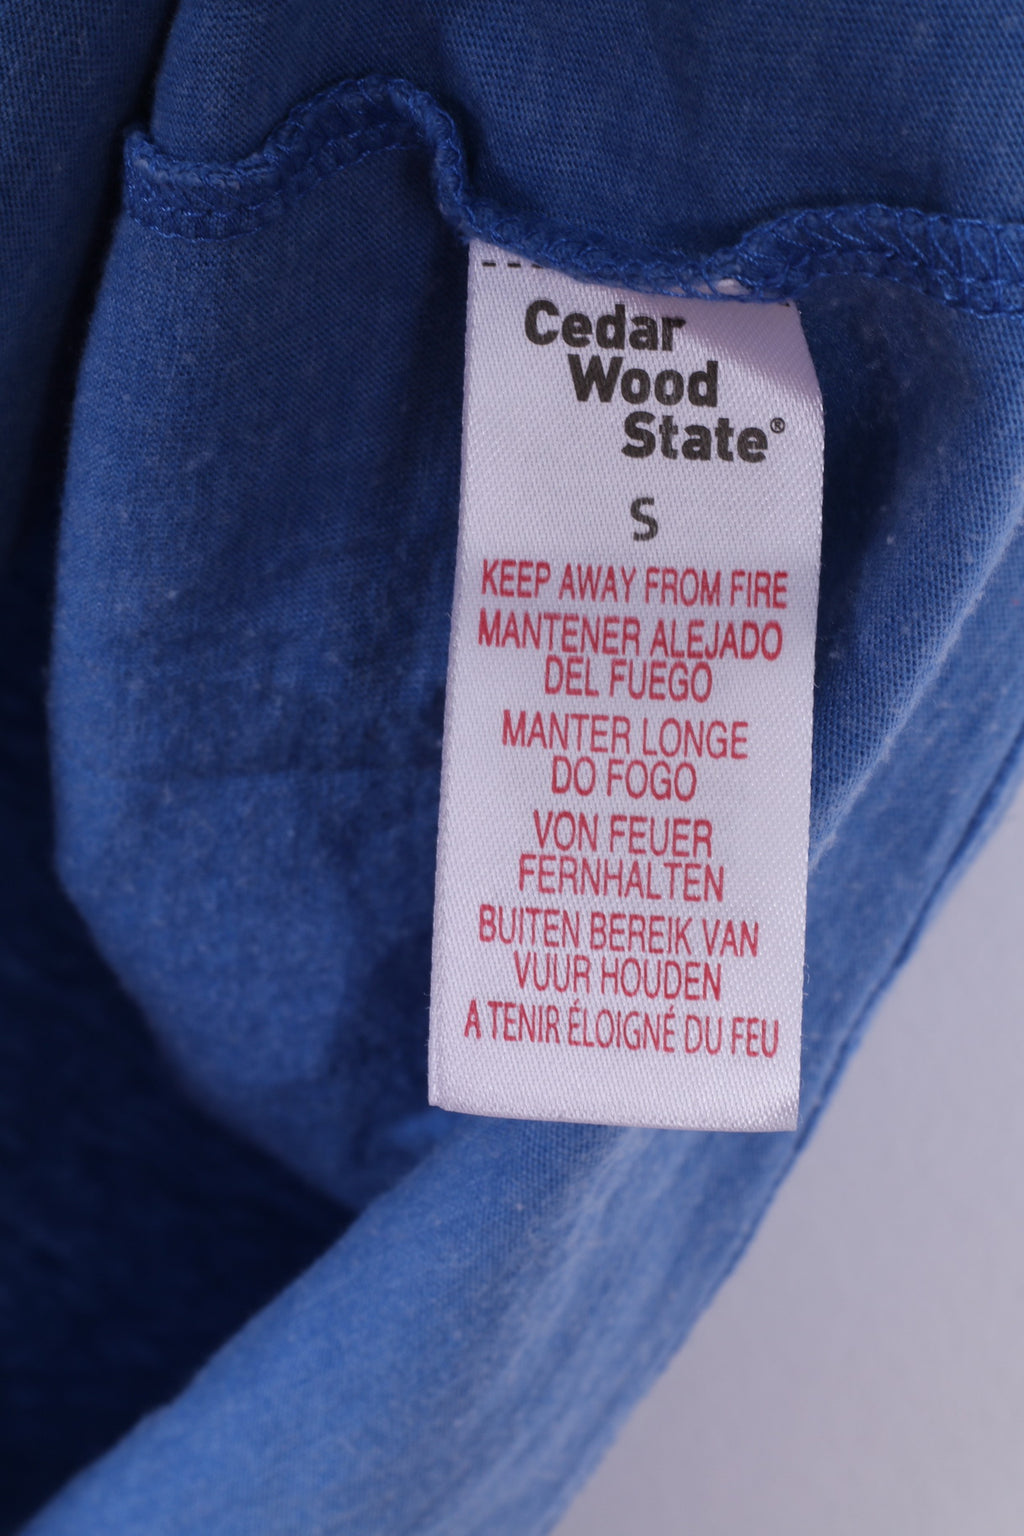 Cedar
Wood
State®
S
KEEP AWAY FROM FIRE
MANTENER ALEJADO
DEL FUEGO
MANTER LONGE
DO FOGO
VON FEUER
FERNHALTEN
BUITEN BEREIK VAN
VUUR HOUDEN
A TENIR ÉLOIGNÉ DU FEU